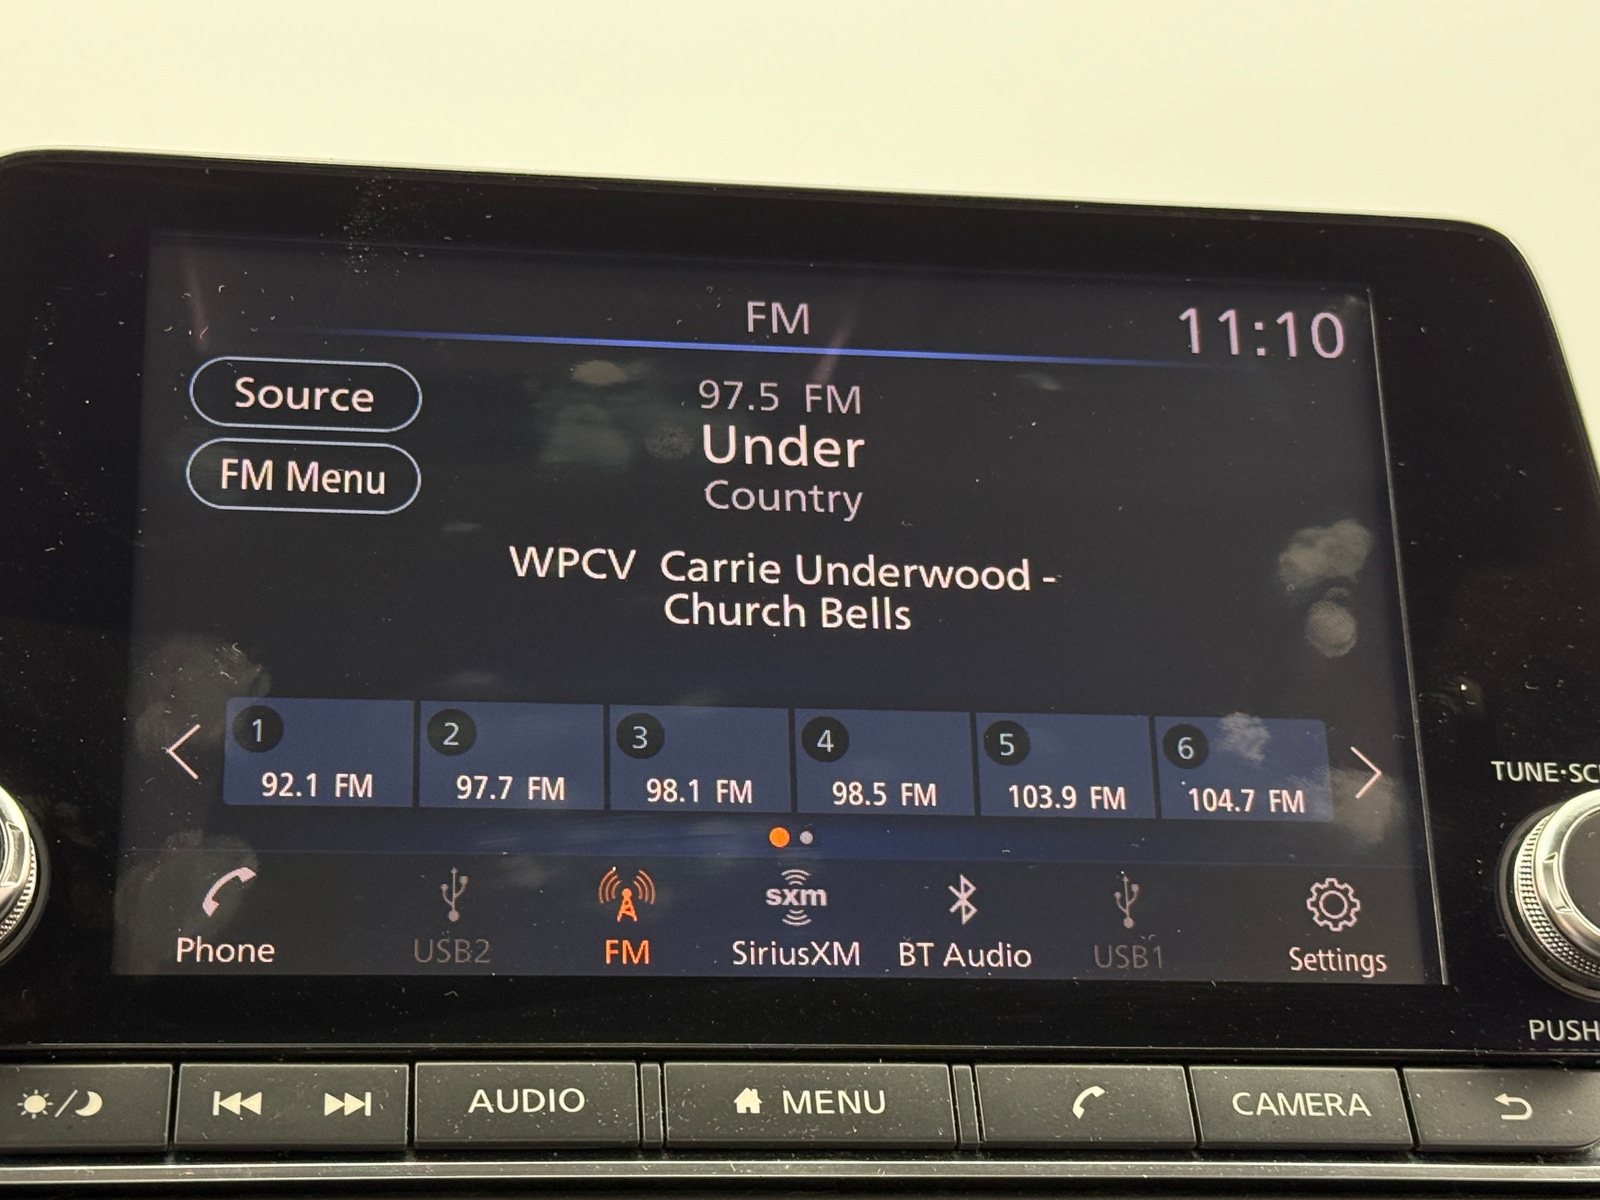 FM
11:10
Source
97.5 FM
Under
FM Menu
Country
WPCV Carrie Underwood -
Church Bells
1
2
3
4
5
6
92.1 FM
97.7 FM
98.1 FM
98.5 FM
103.9 FM
104.7 FM
TUNE·SC
sxm
Phone
USB2
FM
SiriusXM
BT Audio
USB1
Settings
PUSH
AUDIO
MENU
CAMERA